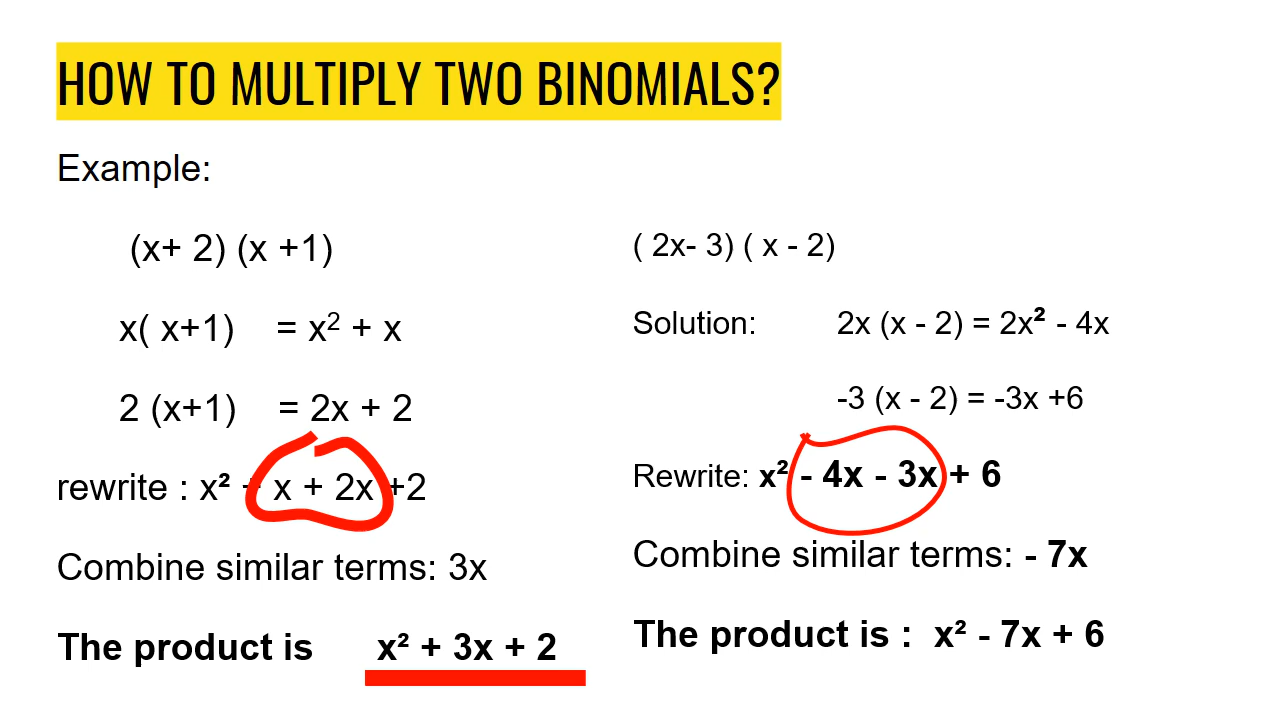 HOW TO MULTIPLY TWO BINOMIALS?
Example:
(x+ 2) (x +1)
x( x+1) = x² + x
2 (x+1) = 2x + 2
rewrite : x² + x + 2x +2
Combine similar terms: 3x
The product is x² + 3x + 2
( 2x- 3) ( x - 2)
Solution: 2x (x - 2) = 2x² - 4x
-3 (x - 2) = -3x +6
Rewrite: x² - 4x - 3x + 6
Combine similar terms: - 7x
The product is : x² - 7x + 6